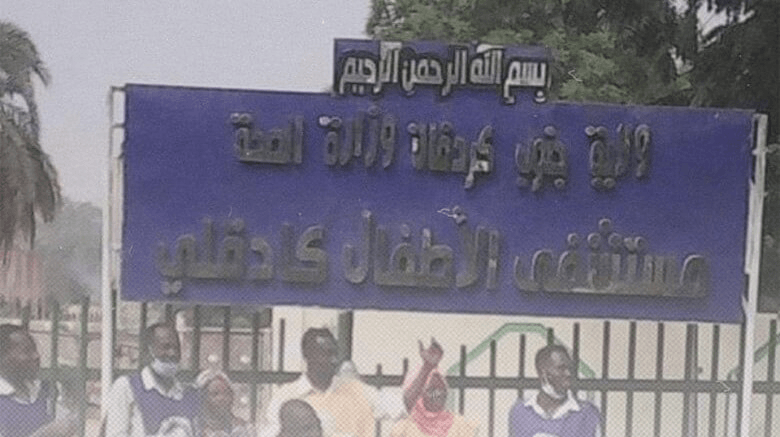 بسم الله الرحمن الرحيم
ولاية جنوب كردفان وزارة الصحة
مستشفى الأطفال كادقلي